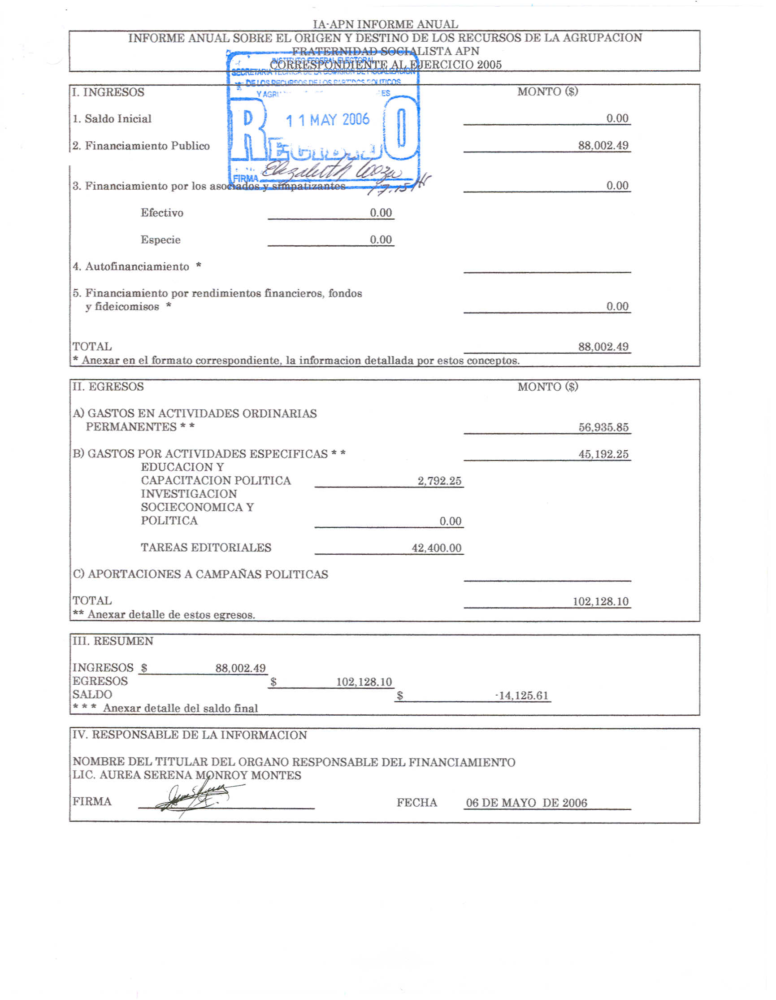 IA-APN INFORME ANUAL
INFORME ANUAL SOBRE EL ORIGEN Y DESTINO DE LOS RECURSOS DE LA AGRUPACION
FRATERNIDAD SOCIALISTA APN
CORRESPONDIENTE AL EJERCICIO 2005
INSTITUTO FEDERAL ELECTORAL
SECRETARIA TECNICA DE LA COMISION DE FISCALIZACION
DE LOS RECURSOS DE LOS PARTIDOS POLITICOS
I. INGRESOS MONTO ($)
1. Saldo Inicial 0.00
11 MAY 2006
2. Financiamiento Publico 88,002.49
RECIBIDO
FIRMA Elizabeth
3. Financiamiento por los asociados y simpatizantes 0.00
Efectivo 0.00
Especie 0.00
4. Autofinanciamiento *
5. Financiamiento por rendimientos financieros, fondos
y fideicomisos * 0.00
TOTAL 88,002.49
* Anexar en el formato correspondiente, la informacion detallada por estos conceptos.
II. EGRESOS MONTO ($)
A) GASTOS EN ACTIVIDADES ORDINARIAS
PERMANENTES * * 56,935.85
B) GASTOS POR ACTIVIDADES ESPECIFICAS * * 45,192.25
EDUCACION Y
CAPACITACION POLITICA 2,792.25
INVESTIGACION
SOCIECONOMICA Y
POLITICA 0.00
TAREAS EDITORIALES 42,400.00
C) APORTACIONES A CAMPAÑAS POLITICAS
TOTAL 102,128.10
** Anexar detalle de estos egresos.
III. RESUMEN
INGRESOS $ 88,002.49
EGRESOS $ 102,128.10
SALDO $ -14,125.61
* * * Anexar detalle del saldo final
IV. RESPONSABLE DE LA INFORMACION
NOMBRE DEL TITULAR DEL ORGANO RESPONSABLE DEL FINANCIAMIENTO
LIC. AUREA SERENA MONROY MONTES
FIRMA FECHA 06 DE MAYO DE 2006